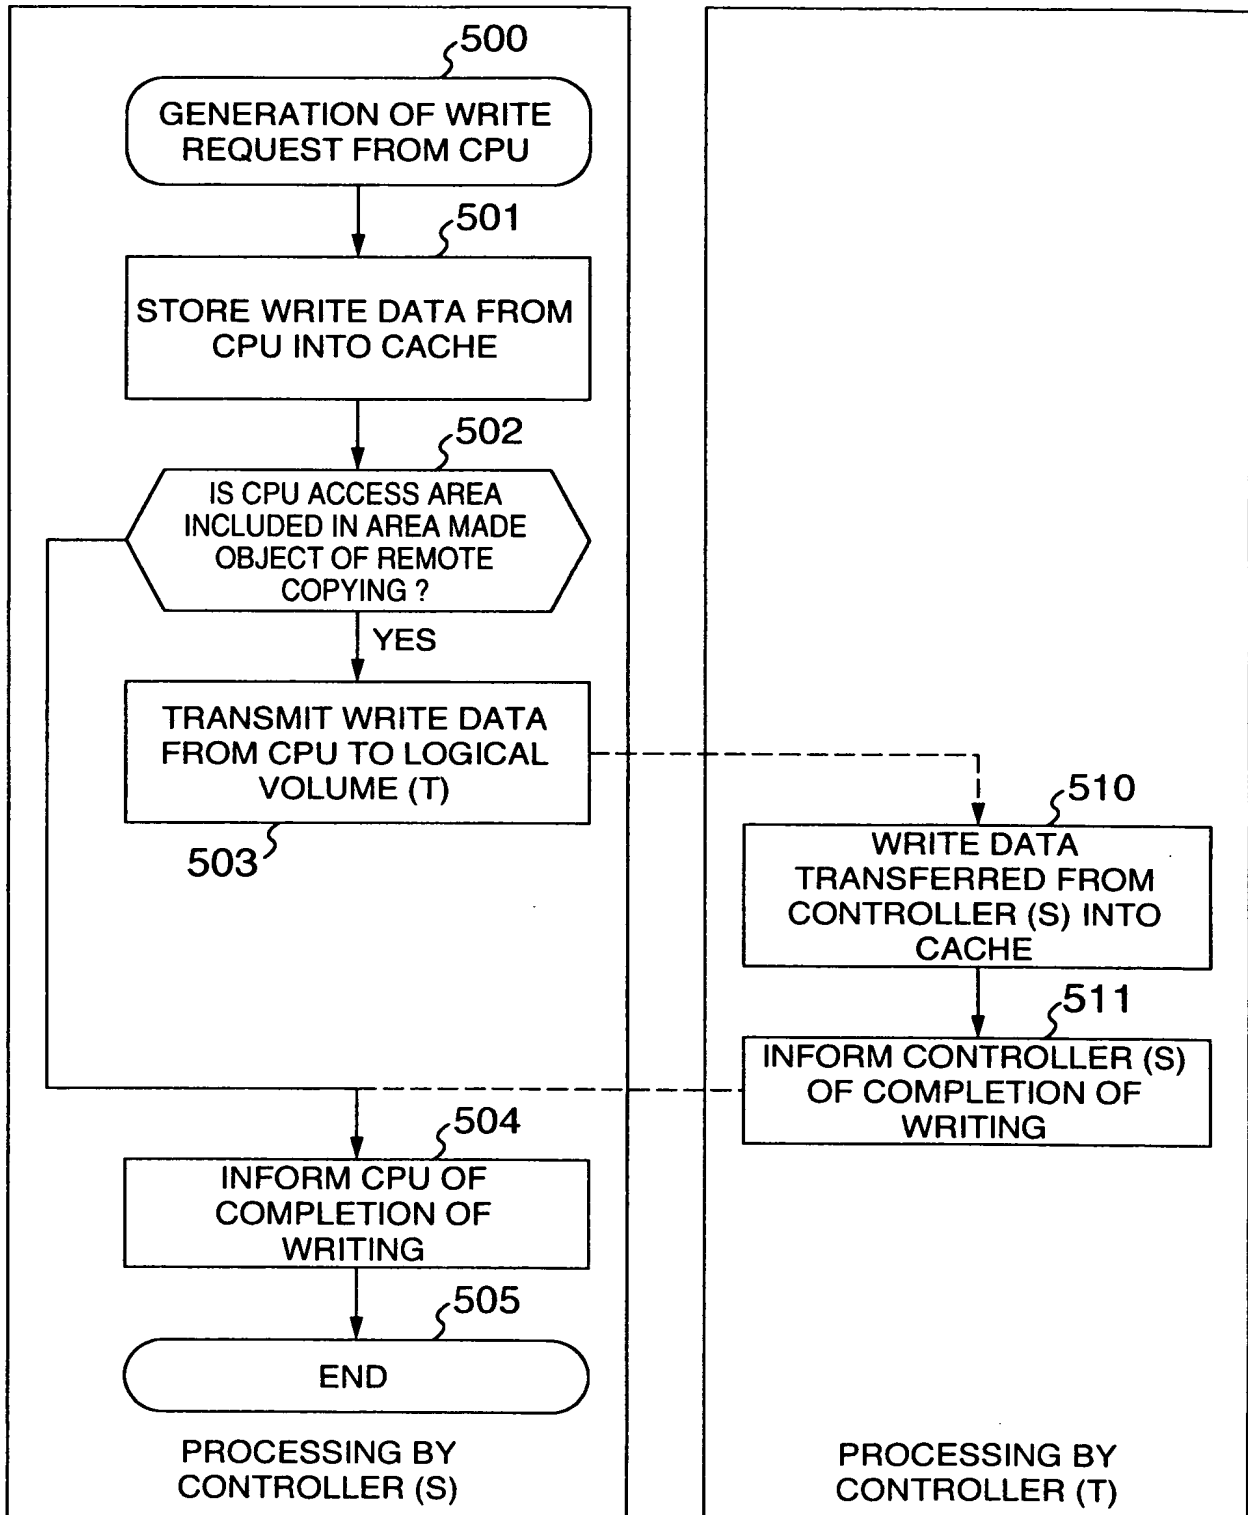 500
GENERATION OF WRITE
REQUEST FROM CPU
501
STORE WRITE DATA FROM
CPU INTO CACHE
502
IS CPU ACCESS AREA
INCLUDED IN AREA MADE
OBJECT OF REMOTE
COPYING ?
YES
TRANSMIT WRITE DATA
FROM CPU TO LOGICAL
VOLUME (T)
503
510
WRITE DATA
TRANSFERRED FROM
CONTROLLER (S) INTO
CACHE
511
INFORM CONTROLLER (S)
OF COMPLETION OF
WRITING
504
INFORM CPU OF
COMPLETION OF
WRITING
505
END
PROCESSING BY
CONTROLLER (S)
PROCESSING BY
CONTROLLER (T)